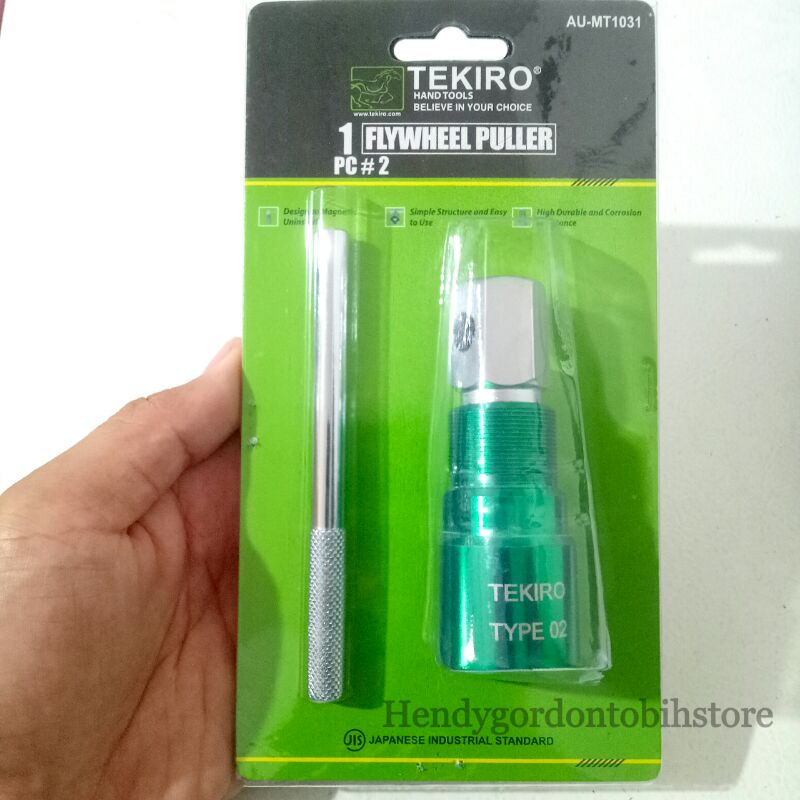 AU-MT1031
TEKIRO®
HAND TOOLS
BELIEVE IN YOUR CHOICE
www.tekiro.com
1 FLYWHEEL PULLER
PC # 2
Simple Structure and Easy
to Use
High Durable and Corrosion
TEKIRO
TYPE 02
Hendygordontobihstore
JIS JAPANESE INDUSTRIAL STANDARD